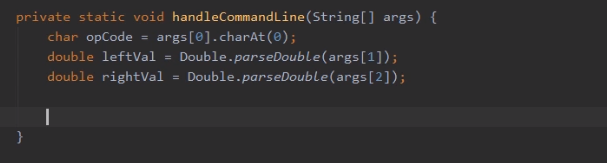 private static void handleCommandLine(String[] args) {
    char opCode = args[0].charAt(0);
    double leftVal = Double.parseDouble(args[1]);
    double rightVal = Double.parseDouble(args[2]);
}